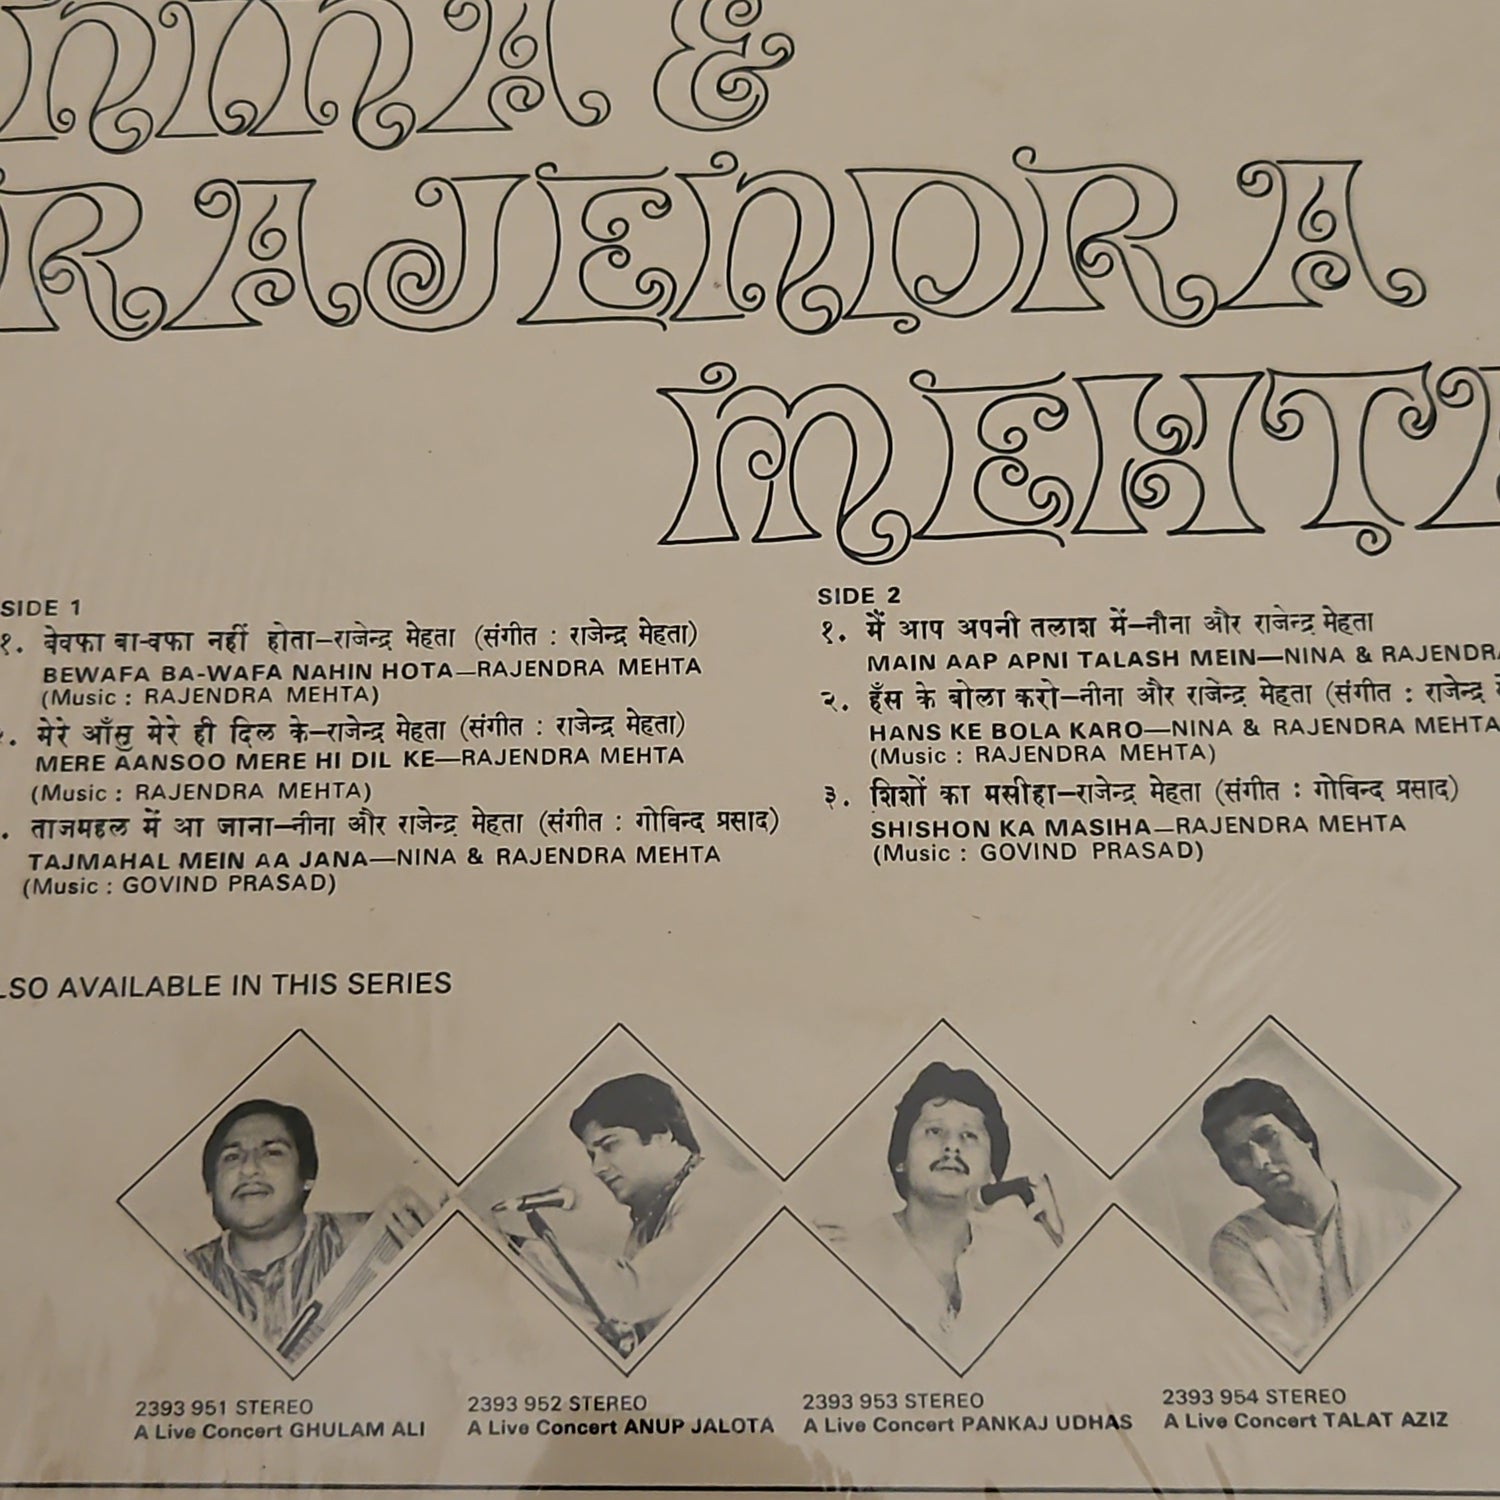 NINA &
RAJENDRA
MEHT
SIDE 1
१. बेवफा बा-वफा नहीं होता–राजेन्द्र मेहता (संगीत : राजेन्द्र मेहता)
BEWAFA BA-WAFA NAHIN HOTA—RAJENDRA MEHTA
(Music : RAJENDRA MEHTA)
. मेरे आँसु मेरे ही दिल के–राजेन्द्र मेहता (संगीत : राजेन्द्र मेहता)
MERE AANSOO MERE HI DIL KE—RAJENDRA MEHTA
(Music : RAJENDRA MEHTA)
. ताजमहल में आ जाना–नीना और राजेन्द्र मेहता (संगीत : गोविन्द प्रसाद)
TAJMAHAL MEIN AA JANA—NINA & RAJENDRA MEHTA
(Music : GOVIND PRASAD)
SIDE 2
१. मैं आप अपनी तलाश में–नीना और राजेन्द्र मेहता
MAIN AAP APNI TALASH MEIN—NINA & RAJENDRA
२. हँस के बोला करो–नीना और राजेन्द्र मेहता (संगीत : राजेन्द्र
HANS KE BOLA KARO—NINA & RAJENDRA MEHTA
(Music : RAJENDRA MEHTA)
३. शिशों का मसीहा–राजेन्द्र मेहता (संगीत : गोविन्द प्रसाद)
SHISHON KA MASIHA—RAJENDRA MEHTA
(Music : GOVIND PRASAD)
LSO AVAILABLE IN THIS SERIES
2393 951 STEREO
A Live Concert GHULAM ALI
2393 952 STEREO
A Live Concert ANUP JALOTA
2393 953 STEREO
A Live Concert PANKAJ UDHAS
2393 954 STEREO
A Live Concert TALAT AZIZ